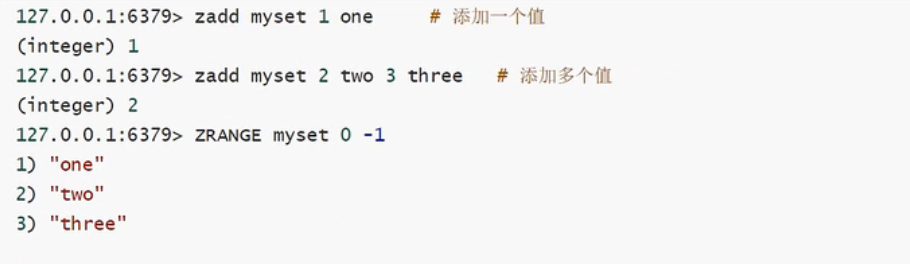 127.0.0.1:6379> zadd myset 1 one # 添加一个值
(integer) 1
127.0.0.1:6379> zadd myset 2 two 3 three # 添加多个值
(integer) 2
127.0.0.1:6379> ZRANGE myset 0 -1
1) "one"
2) "two"
3) "three"